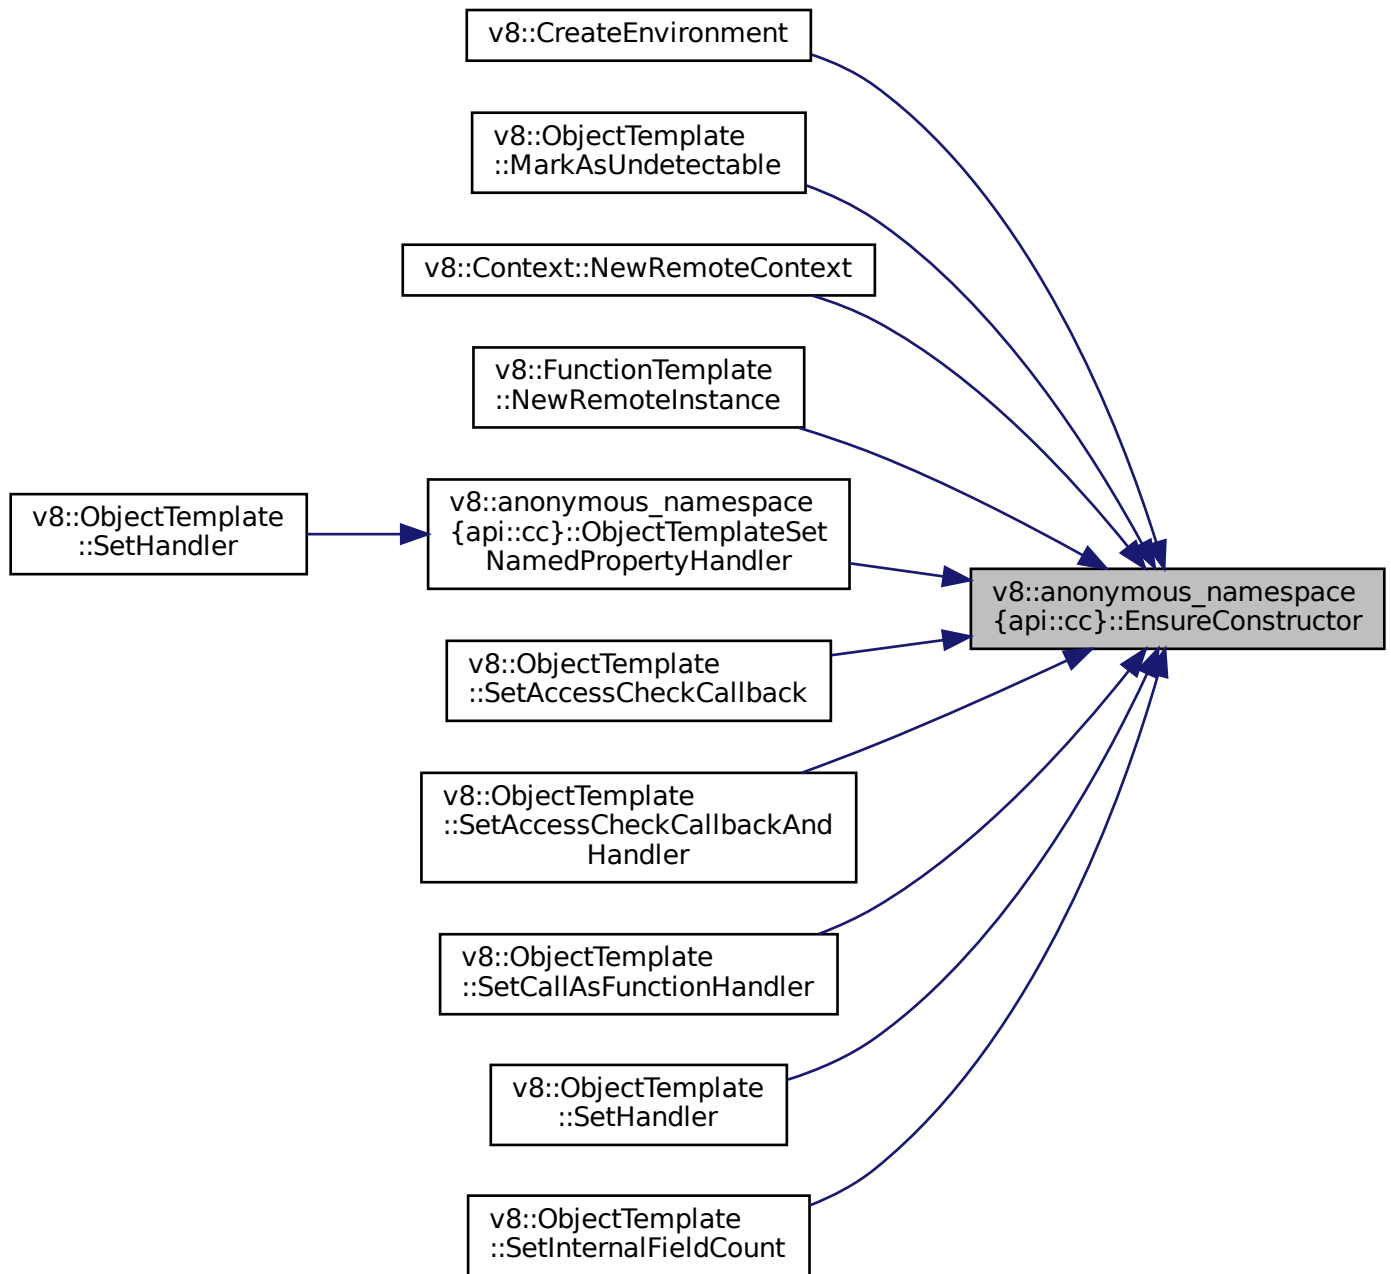 v8::CreateEnvironment
v8::ObjectTemplate
::MarkAsUndetectable
v8::Context::NewRemoteContext
v8::FunctionTemplate
::NewRemoteInstance
v8::ObjectTemplate
::SetHandler
v8::anonymous_namespace
{api::cc}::ObjectTemplateSet
NamedPropertyHandler
v8::anonymous_namespace
{api::cc}::EnsureConstructor
v8::ObjectTemplate
::SetAccessCheckCallback
v8::ObjectTemplate
::SetAccessCheckCallbackAnd
Handler
v8::ObjectTemplate
::SetCallAsFunctionHandler
v8::ObjectTemplate
::SetHandler
v8::ObjectTemplate
::SetInternalFieldCount